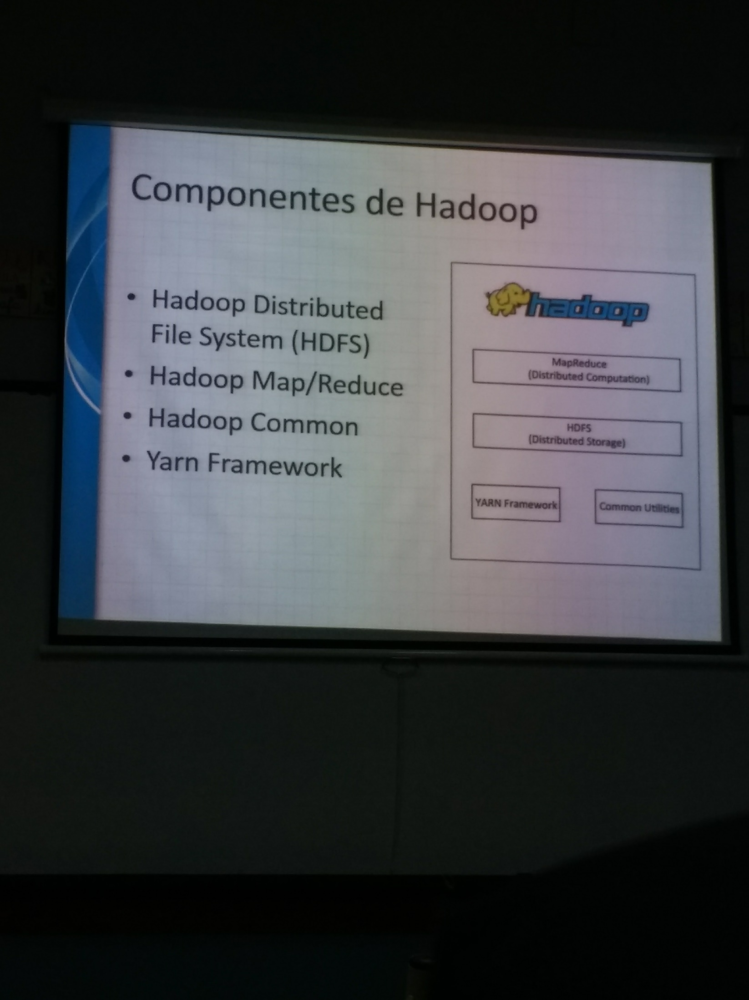 Componentes de Hadoop
• Hadoop Distributed
File System (HDFS)
• Hadoop Map/Reduce
• Hadoop Common
• Yarn Framework
hadoop
MapReduce
(Distributed Computation)
HDFS
(Distributed Storage)
YARN Framework
Common Utilities